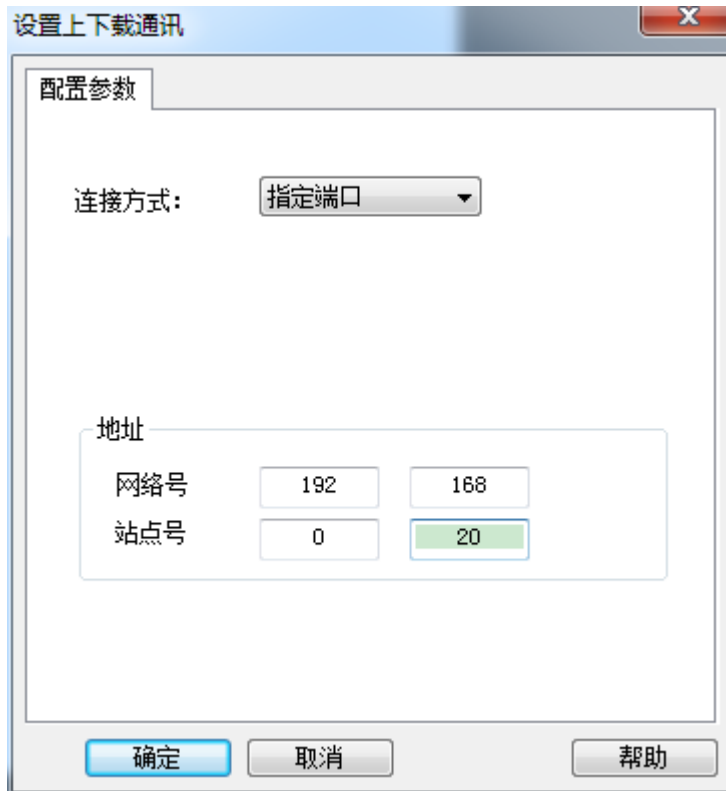 设置上下载通讯
配置参数
连接方式: 指定端口
地址
网络号 192 168
站点号 0 20
确定 取消 帮助